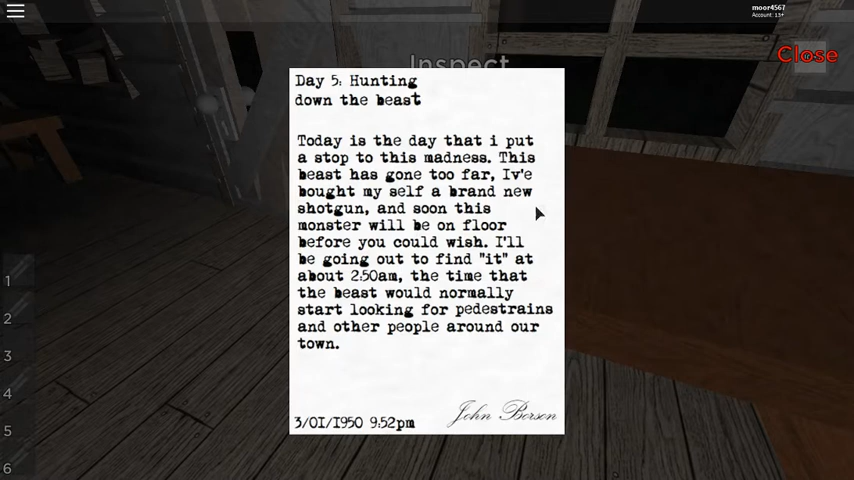 moor4567
Account: 13+
Close
Inspect
Day 5: Hunting
down the beast
Today is the day that i put
a stop to this madness. This
beast has gone too far, Iv'e
bought my self a brand new
shotgun, and soon this
monster will be on floor
before you could wish. I'll
be going out to find "it" at
about 2:50am, the time that
the beast would normally
start looking for pedestrains
and other people around our
town.
3/01/1950 9:52pm
John Borson
1
2
3
4
5
6